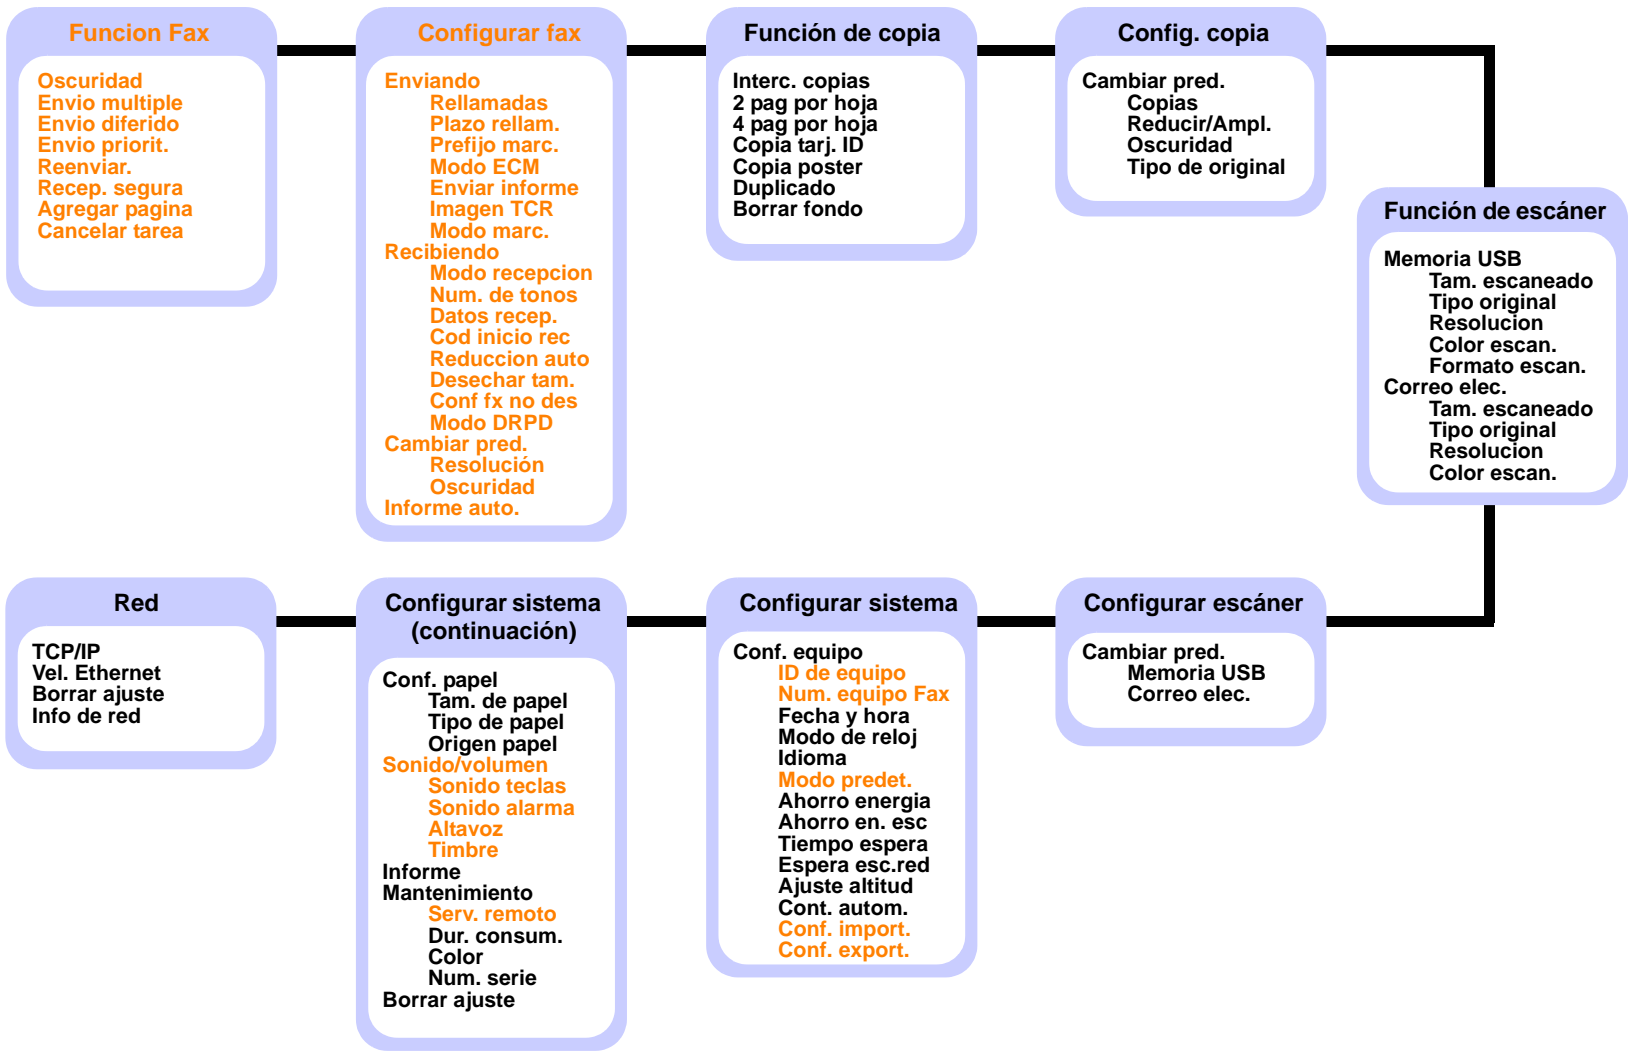 Funcion Fax
Oscuridad
Envio multiple
Envio diferido
Envio priorit.
Reenviar.
Recep. segura
Agregar pagina
Cancelar tarea
Configurar fax
Enviando
Rellamadas
Plazo rellam.
Prefijo marc.
Modo ECM
Enviar informe
Imagen TCR
Modo marc.
Recibiendo
Modo recepcion
Num. de tonos
Datos recep.
Cod inicio rec
Reduccion auto
Desechar tam.
Conf fx no des
Modo DRPD
Cambiar pred.
Resolución
Oscuridad
Informe auto.
Función de copia
Interc. copias
2 pag por hoja
4 pag por hoja
Copia tarj. ID
Copia poster
Duplicado
Borrar fondo
Config. copia
Cambiar pred.
Copias
Reducir/Ampl.
Oscuridad
Tipo de original
Función de escáner
Memoria USB
Tam. escaneado
Tipo original
Resolucion
Color escan.
Formato escan.
Correo elec.
Tam. escaneado
Tipo original
Resolucion
Color escan.
Red
TCP/IP
Vel. Ethernet
Borrar ajuste
Info de red
Configurar sistema
(continuación)
Conf. papel
Tam. de papel
Tipo de papel
Origen papel
Sonido/volumen
Sonido teclas
Sonido alarma
Altavoz
Timbre
Informe
Mantenimiento
Serv. remoto
Dur. consum.
Color
Num. serie
Borrar ajuste
Configurar sistema
Conf. equipo
ID de equipo
Num. equipo Fax
Fecha y hora
Modo de reloj
Idioma
Modo predet.
Ahorro energia
Ahorro en. esc
Tiempo espera
Espera esc.red
Ajuste altitud
Cont. autom.
Conf. import.
Conf. export.
Configurar escáner
Cambiar pred.
Memoria USB
Correo elec.